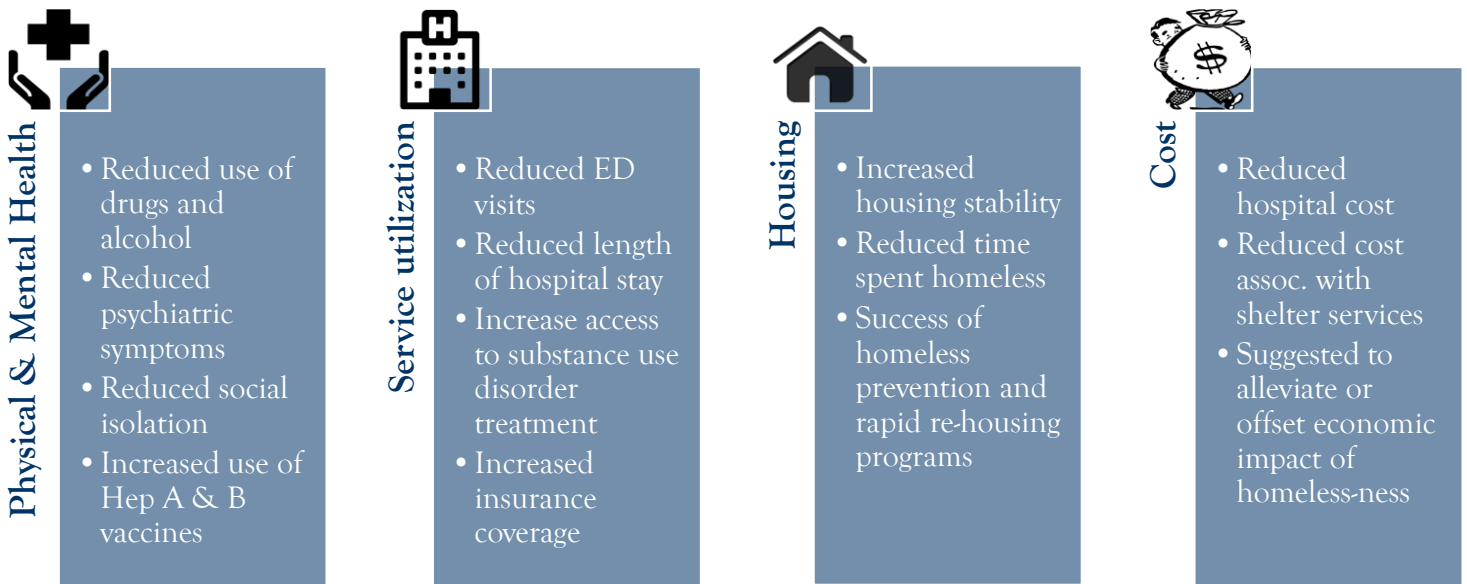 Physical & Mental Health
• Reduced use of
drugs and
alcohol
• Reduced
psychiatric
symptoms
• Reduced social
isolation
• Increased use of
Hep A & B
vaccines
H
Service utilization
• Reduced ED
visits
• Reduced length
of hospital stay
• Increase access
to substance use
disorder
treatment
• Increased
insurance
coverage
Housing
• Increased
housing stability
• Reduced time
spent homeless
• Success of
homeless
prevention and
rapid re-housing
programs
$
Cost
• Reduced
hospital cost
• Reduced cost
assoc. with
shelter services
• Suggested to
alleviate or
offset economic
impact of
homeless-ness